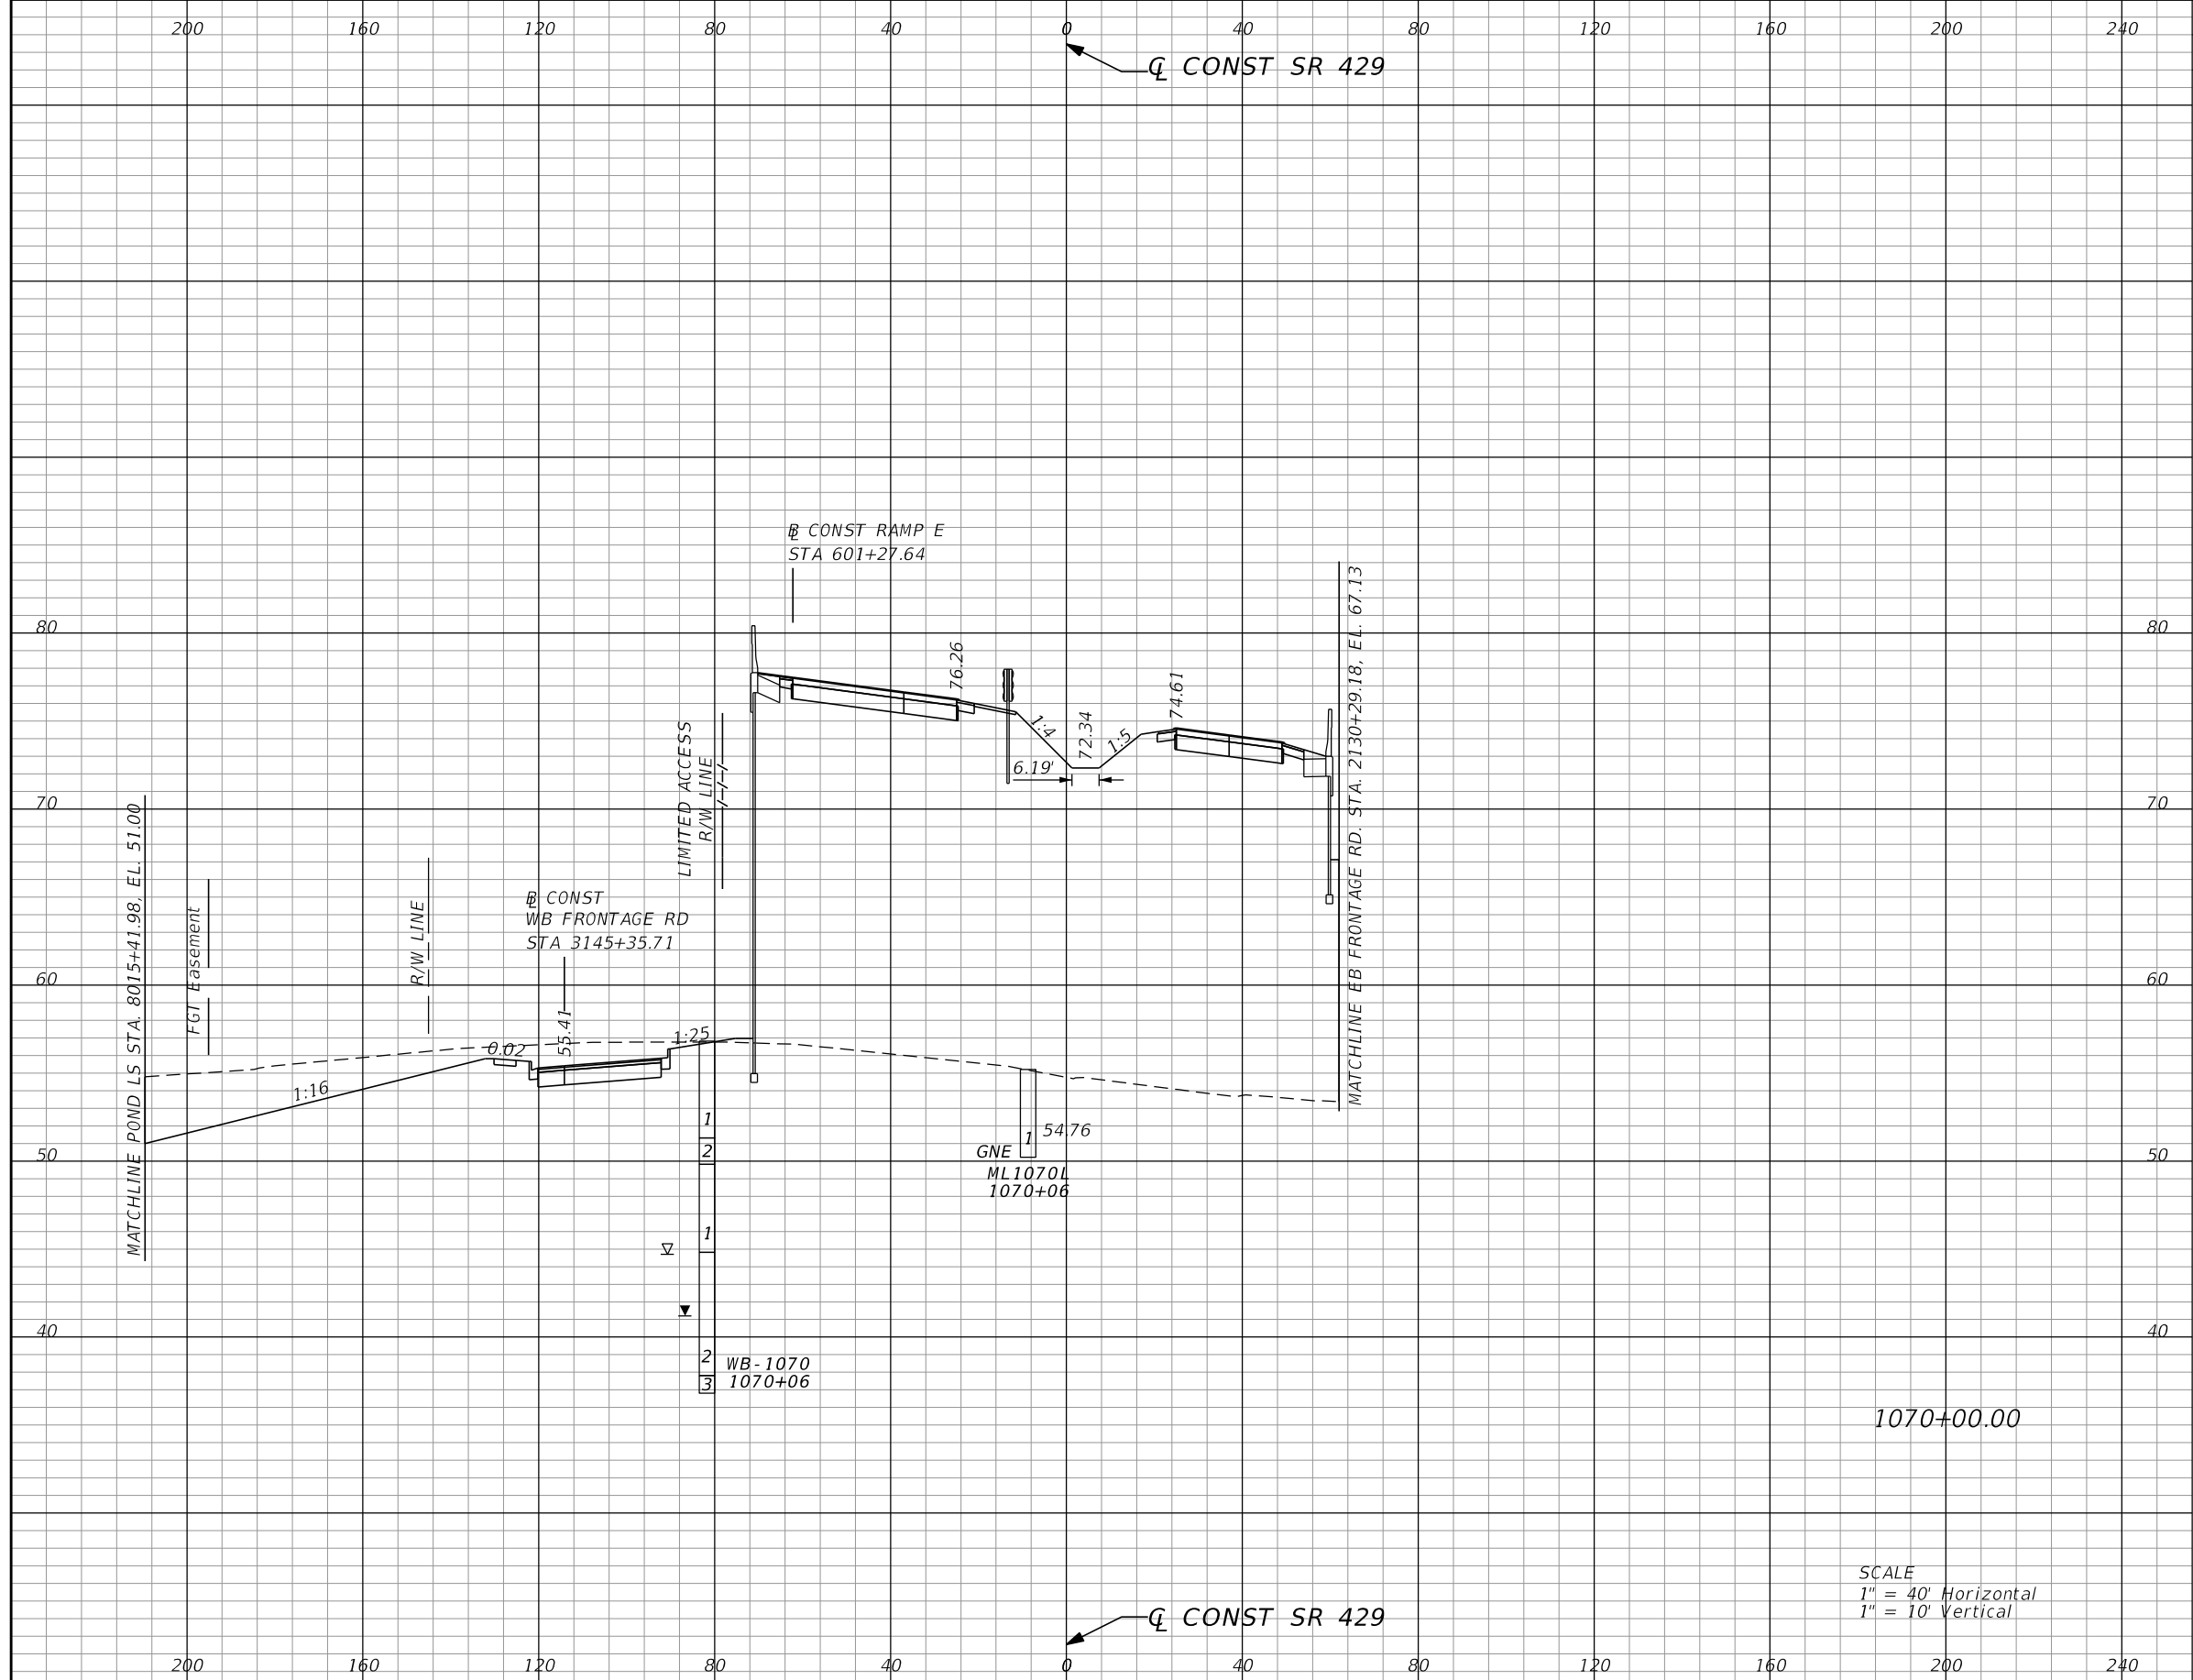 200 160 120 80 40 0 40 80 120 160 200 240
℄ CONST SR 429
B̲L CONST RAMP E
STA 601+27.64
80 80
76.26
74.61
1:4
72.34
1:5
6.19'
LIMITED ACCESS
R/W LINE
MATCHLINE EB FRONTAGE RD. STA. 2130+29.18, EL. 67.13
70 70
MATCHLINE POND LS STA. 8015+41.98, EL. 51.00
FGT Easement
R/W LINE
BL CONST
WB FRONTAGE RD
STA 3145+35.71
60 60
55.41
0.02
1:25
1:16
1
2
1
54.76
1
GNE
50 50
ML1070L
1070+06
40 40
2
3
WB-1070
1070+06
1070+00.00
SCALE
1" = 40' Horizontal
1" = 10' Vertical
℄ CONST SR 429
200 160 120 80 40 0 40 80 120 160 200 240